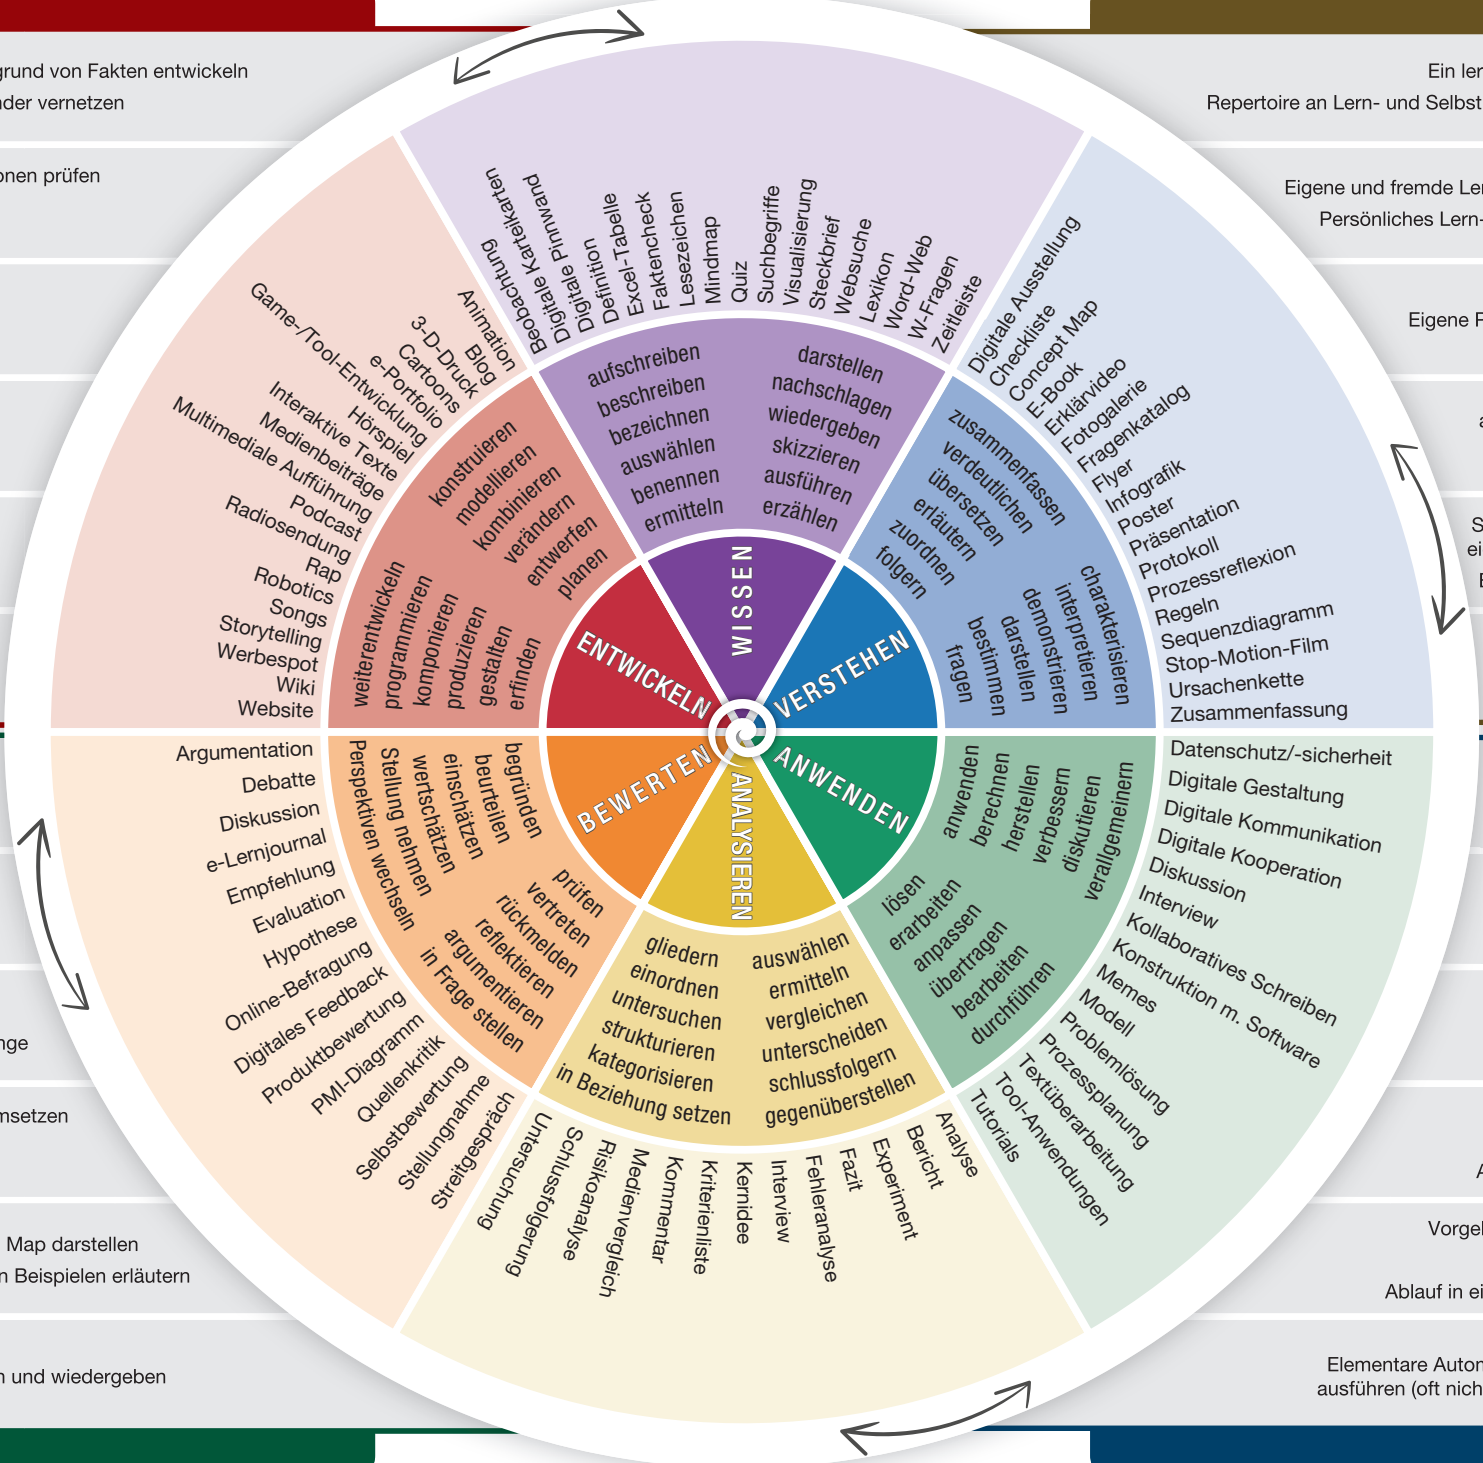 grund von Fakten entwickeln
nder vernetzen
onen prüfen
nge
nsetzen
Map darstellen
n Beispielen erläutern
n und wiedergeben
WISSEN
aufschreiben
beschreiben
bezeichnen
auswählen
benennen
ermitteln
darstellen
nachschlagen
wiedergeben
skizzieren
ausführen
erzählen
Beobachtung
Digitale Karteikarten
Digitale Pinnwand
Definition
Excel-Tabelle
Faktencheck
Lesezeichen
Mindmap
Quiz
Suchbegriffe
Visualisierung
Steckbrief
Websuche
Lexikon
Word-Web
W-Fragen
Zeitleiste
VERSTEHEN
zusammenfassen
verdeutlichen
übersetzen
erläutern
zuordnen
folgern
charakterisieren
interpretieren
demonstrieren
darstellen
bestimmen
fragen
Digitale Ausstellung
Checkliste
Concept Map
E-Book
Erklärvideo
Fotogalerie
Fragenkatalog
Flyer
Infografik
Poster
Präsentation
Protokoll
Prozessreflexion
Regeln
Sequenzdiagramm
Stop-Motion-Film
Ursachenkette
Zusammenfassung
ANWENDEN
anwenden
berechnen
herstellen
verbessern
diskutieren
verallgemeinern
lösen
erarbeiten
anpassen
übertragen
bearbeiten
durchführen
Datenschutz/-sicherheit
Digitale Gestaltung
Digitale Kommunikation
Digitale Kooperation
Diskussion
Interview
Kollaboratives Schreiben
Konstruktion m. Software
Memes
Modell
Problemlösung
Prozessplanung
Textüberarbeitung
Tool-Anwendungen
Tutorials
ANALYSIEREN
gliedern
einordnen
untersuchen
strukturieren
kategorisieren
in Beziehung setzen
auswählen
ermitteln
vergleichen
unterscheiden
schlussfolgern
gegenüberstellen
Analyse
Bericht
Experiment
Fazit
Fehleranalyse
Interview
Kernidee
Kriterienliste
Kommentar
Medienvergleich
Risikoanalyse
Schlussfolgerung
Untersuchung
BEWERTEN
begründen
beurteilen
einschätzen
wertschätzen
Stellung nehmen
Perspektiven wechseln
prüfen
vertreten
rückmelden
reflektieren
argumentieren
in Frage stellen
Argumentation
Debatte
Diskussion
e-Lernjournal
Empfehlung
Evaluation
Hypothese
Online-Befragung
Digitales Feedback
Produktbewertung
PMI-Diagramm
Quellenkritik
Selbstbewertung
Stellungnahme
Streitgespräch
ENTWICKELN
konstruieren
modellieren
kombinieren
verändern
entwerfen
planen
weiterentwickeln
programmieren
komponieren
produzieren
gestalten
erfinden
Animation
Blog
3-D-Druck
Cartoons
e-Portfolio
Game-/Tool-Entwicklung
Hörspiel
Interaktive Texte
Medienbeiträge
Multimediale Aufführung
Podcast
Radiosendung
Rap
Robotics
Songs
Storytelling
Werbespot
Wiki
Website
Ein ler
Repertoire an Lern- und Selbst
Eigene und fremde Ler
Persönliches Lern-
Eigene F
a
S
ei
Vorgel
Ablauf in ei
Elementare Autom
ausführen (oft nich